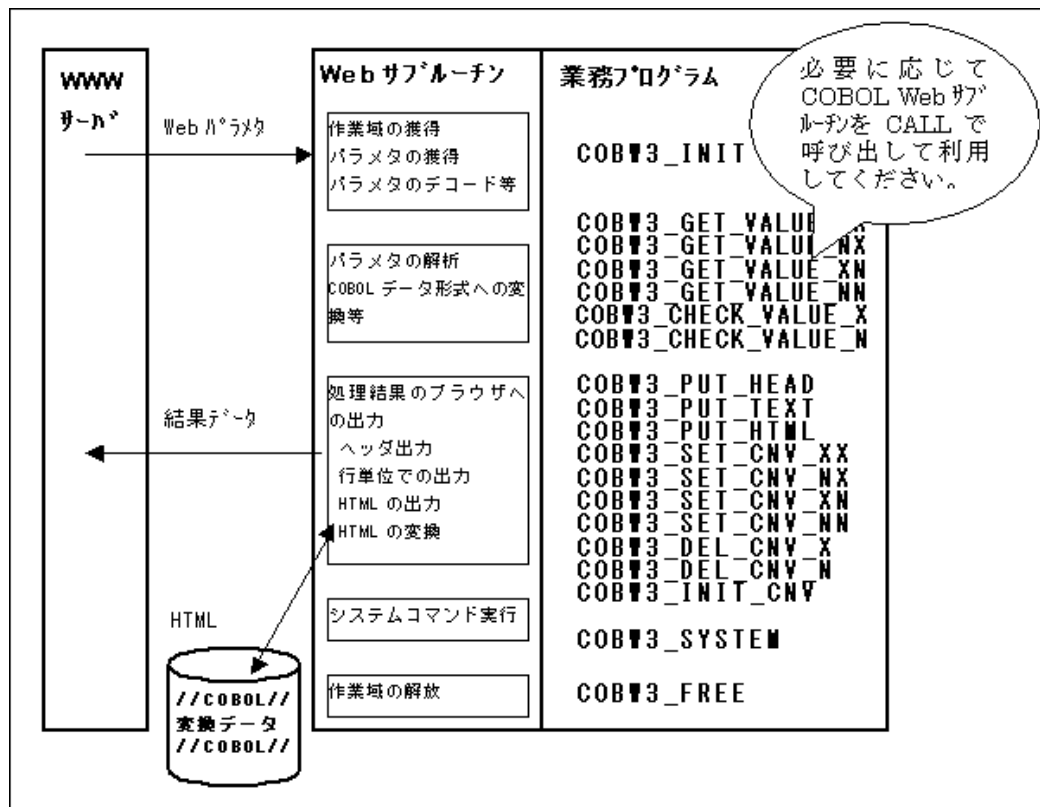 WWW
ｻｰﾊﾞ
Web ﾊﾟﾗﾒﾀ
結果ﾃﾞｰﾀ
HTML
//COBOL//
変換データ
//COBOL//
Web ｻﾌﾞﾙｰﾁﾝ
作業域の獲得
パラメタの獲得
パラメタのデコード等
パラメタの解析
COBOL データ形式への変
換等
処理結果のブラウザへ
の出力
ヘッダ出力
行単位での出力
HTML の出力
HTML の変換
システムコマンド実行
作業域の解放
業務ﾌﾟﾛｸﾞﾗﾑ
COBW3_INIT
COBW3_GET_VALUE
COBW3_GET_VALUE_NX
COBW3_GET_VALUE_XN
COBW3_GET_VALUE_NN
COBW3_CHECK_VALUE_X
COBW3_CHECK_VALUE_N
COBW3_PUT_HEAD
COBW3_PUT_TEXT
COBW3_PUT_HTML
COBW3_SET_CNV_XX
COBW3_SET_CNV_NX
COBW3_SET_CNV_XN
COBW3_SET_CNV_NN
COBW3_DEL_CNV_X
COBW3_DEL_CNV_N
COBW3_INIT_CNV
COBW3_SYSTEM
COBW3_FREE
必要に応じて
COBOL Web ｻﾌﾞ
ﾙｰﾁﾝを CALL で
呼び出して利用
してください。